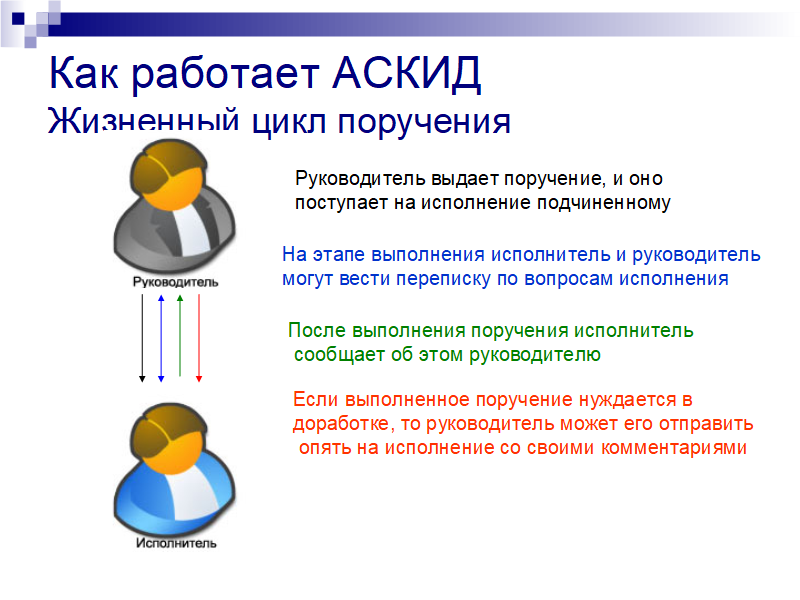 Как работает АСКИД
Жизненный цикл поручения
Руководитель выдает поручение, и оно
поступает на исполнение подчиненному
На этапе выполнения исполнитель и руководитель
могут вести переписку по вопросам исполнения
Руководитель
После выполнения поручения исполнитель
сообщает об этом руководителю
Если выполненное поручение нуждается в
доработке, то руководитель может его отправить
опять на исполнение со своими комментариями
Исполнитель